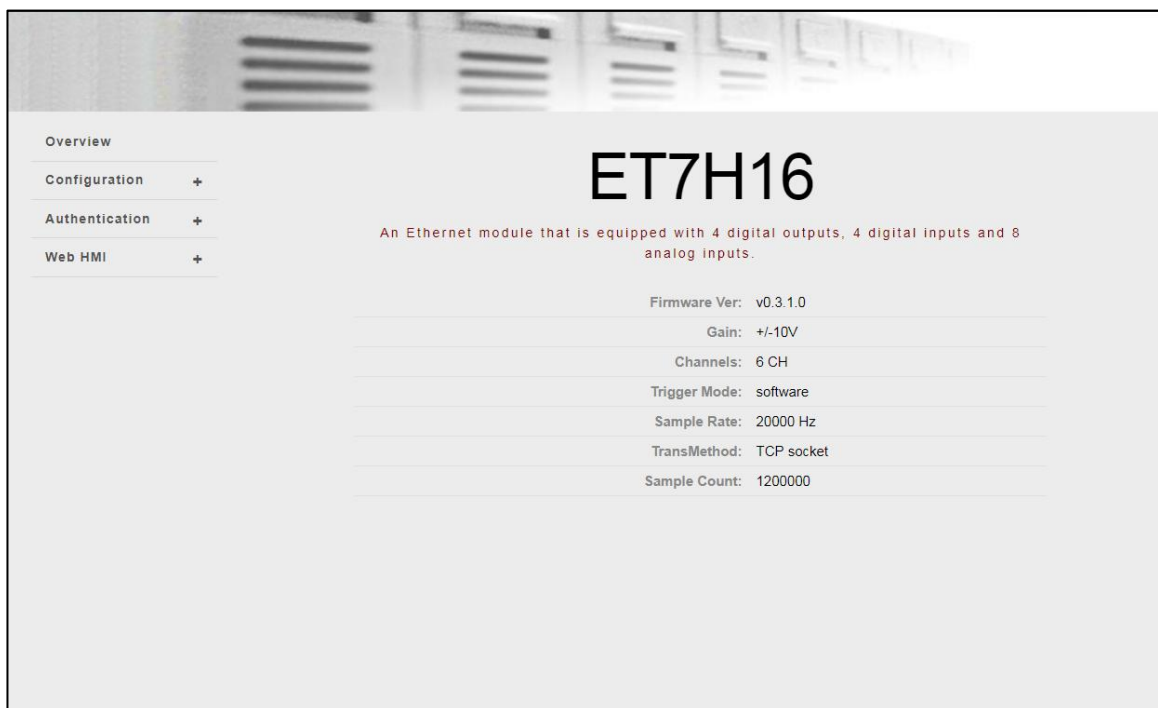 Overview
Configuration +
Authentication +
Web HMI +
ET7H16
An Ethernet module that is equipped with 4 digital outputs, 4 digital inputs and 8
analog inputs.
Firmware Ver: v0.3.1.0
Gain: +/-10V
Channels: 6 CH
Trigger Mode: software
Sample Rate: 20000 Hz
TransMethod: TCP socket
Sample Count: 1200000